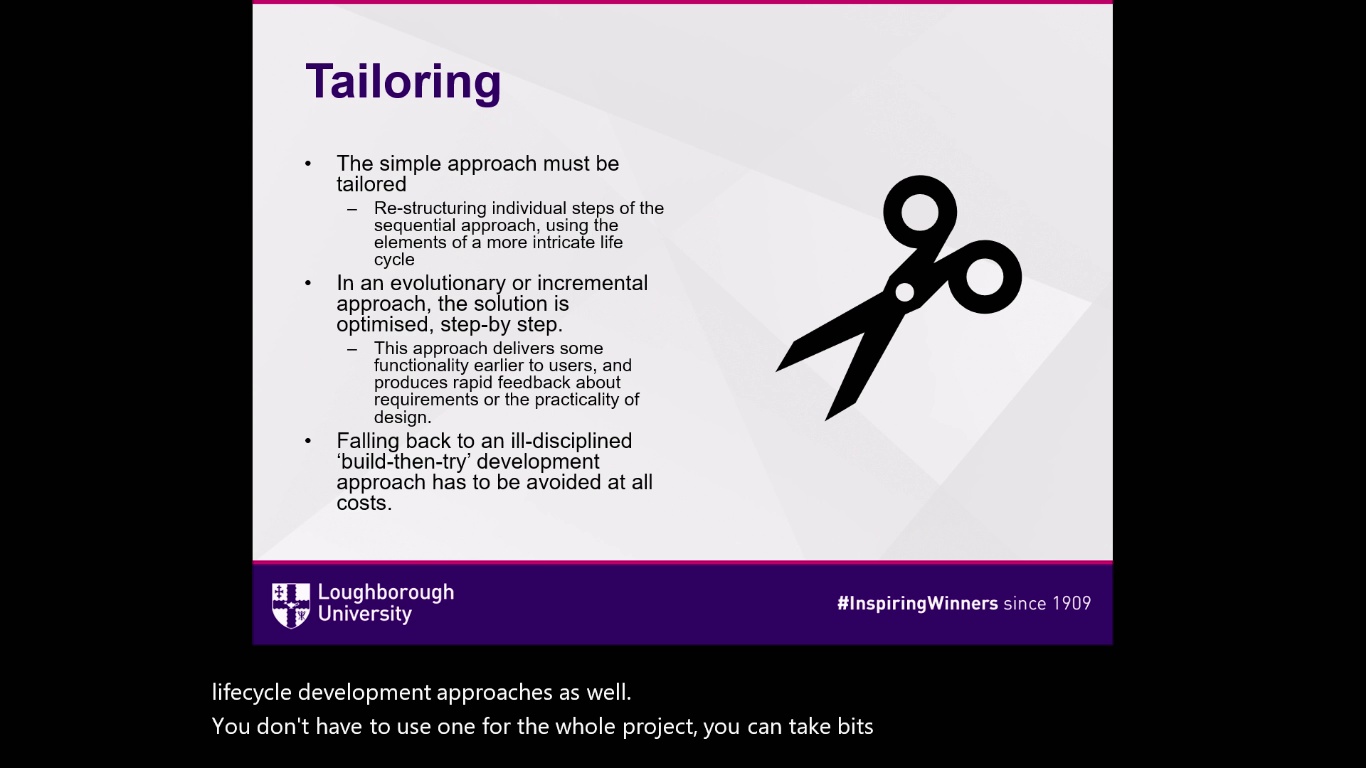 Tailoring
• The simple approach must be
tailored
– Re-structuring individual steps of the
sequential approach, using the
elements of a more intricate life
cycle
• In an evolutionary or incremental
approach, the solution is
optimised, step-by step.
– This approach delivers some
functionality earlier to users, and
produces rapid feedback about
requirements or the practicality of
design.
• Falling back to an ill-disciplined
‘build-then-try’ development
approach has to be avoided at all
costs.
Loughborough
University
#InspiringWinners since 1909
lifecycle development approaches as well.
You don't have to use one for the whole project, you can take bits